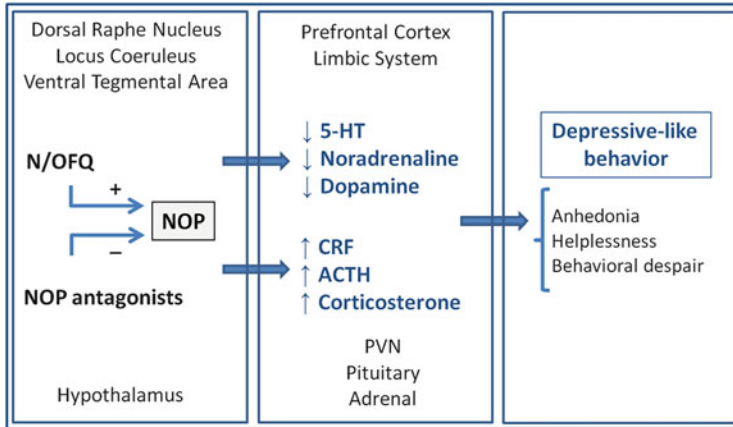 Dorsal Raphe Nucleus
Locus Coeruleus
Ventral Tegmental Area
N/OFQ
+
NOP
–
NOP antagonists
Hypothalamus
Prefrontal Cortex
Limbic System
↓ 5-HT
↓ Noradrenaline
↓ Dopamine
↑ CRF
↑ ACTH
↑ Corticosterone
PVN
Pituitary
Adrenal
Depressive-like
behavior
Anhedonia
Helplessness
Behavioral despair